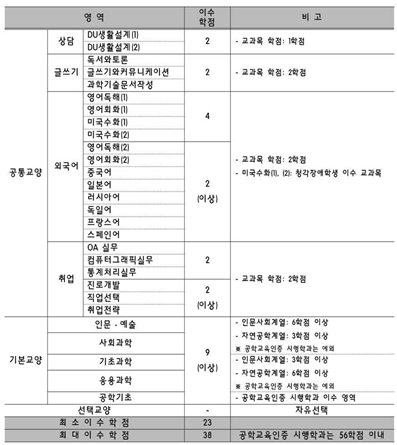 영 역 이수 학점 비 고
공통교양
상담
DU생활설계(1)
DU생활설계(2)
2
- 교과목 학점: 1학점
글쓰기
독서와토론
글쓰기와커뮤니케이션
과학기술문서작성
2
- 교과목 학점: 2학점
외국어
영어독해(1)
영어회화(1)
미국수화(1)
미국수화(2)
4
영어독해(2)
영어회화(2)
중국어
일본어
러시아어
독일어
프랑스어
스페인어
2
(이상)
- 교과목 학점: 2학점
- 미국수화(1), (2): 청각장애학생 이수 교과목
취업
OA 실무
컴퓨터그래픽실무
통계처리실무
2
진로개발
직업선택
취업전략
2
(이상)
- 교과목 학점: 2학점
기본교양
인문·예술
사회과학
기초과학
응용과학
공학기초
9
(이상)
- 인문사회계열: 6학점 이상
- 자연공학계열: 3학점 이상
※ 공학교육인증 시행학과는 예외
- 인문사회계열: 3학점 이상
- 자연공학계열: 6학점 이상
※ 공학교육인증 시행학과는 예외
- 공학교육인증 시행학과 이수 영역
선택교양 - 자유선택
최 소 이 수 학 점 23
최 대 이 수 학 점 38 공학교육인증 시행학과는 56학점 이내